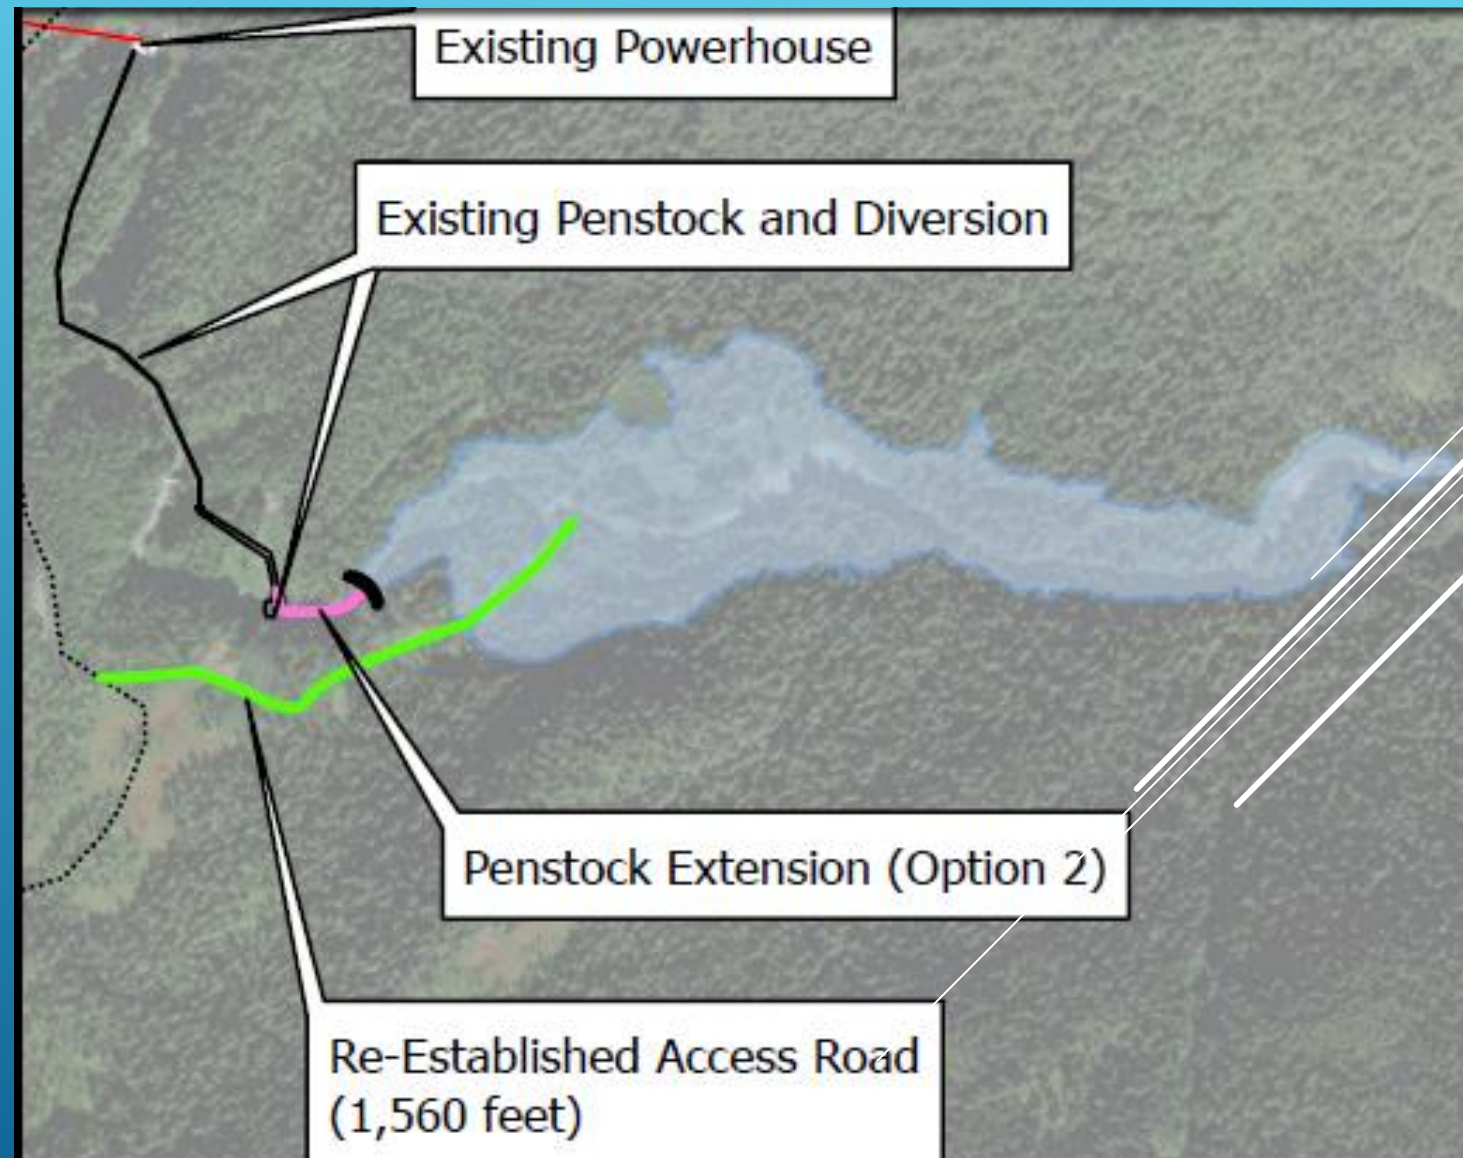 Existing Powerhouse
Existing Penstock and Diversion
Penstock Extension (Option 2)
Re-Established Access Road
(1,560 feet)